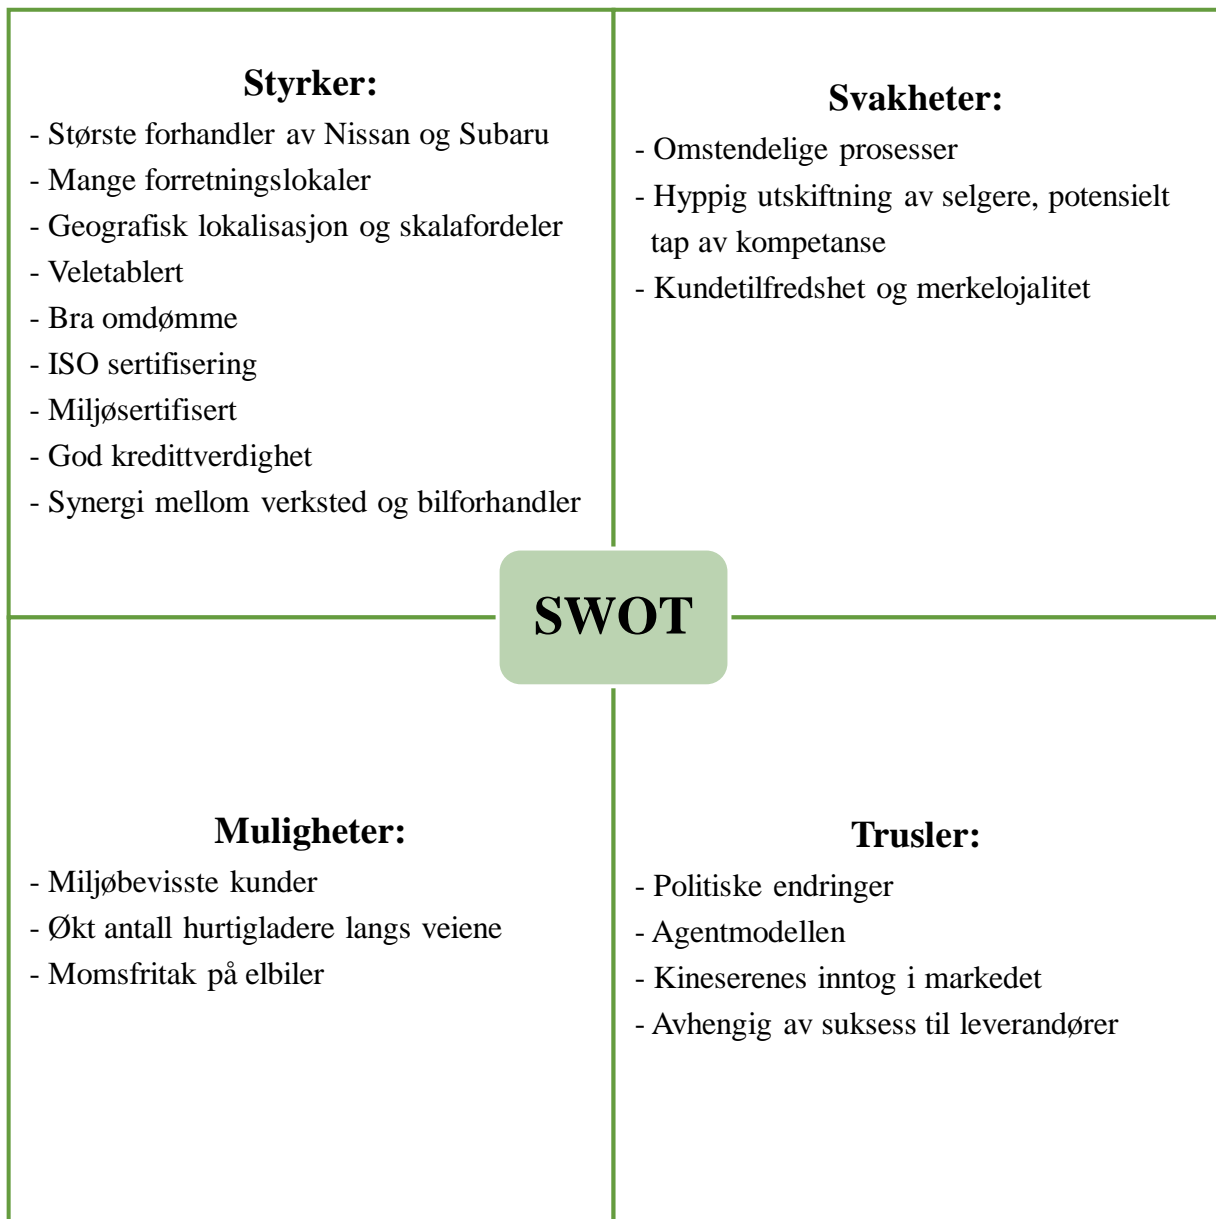 Styrker:
- Største forhandler av Nissan og Subaru
- Mange forretningslokaler
- Geografisk lokalisasjon og skalafordeler
- Veletablert
- Bra omdømme
- ISO sertifisering
- Miljøsertifisert
- God kredittverdighet
- Synergi mellom verksted og bilforhandler
Svakheter:
- Omstendelige prosesser
- Hyppig utskiftning av selgere, potensielt
tap av kompetanse
- Kundetilfredshet og merkelojalitet
SWOT
Muligheter:
- Miljøbevisste kunder
- Økt antall hurtigladere langs veiene
- Momsfritak på elbiler
Trusler:
- Politiske endringer
- Agentmodellen
- Kineserenes inntog i markedet
- Avhengig av suksess til leverandører